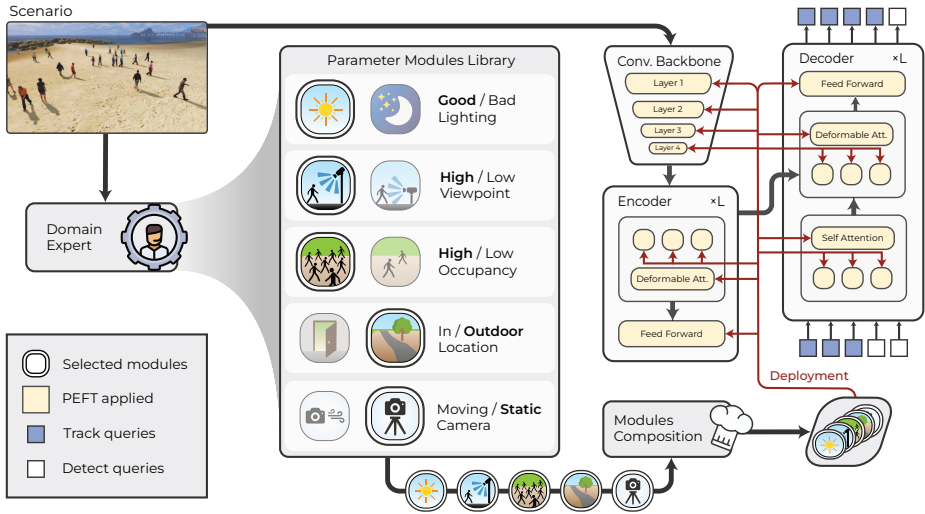 Scenario
Domain
Expert
Selected modules
PEFT applied
Track queries
Detect queries
Parameter Modules Library
Good / Bad
Lighting
High / Low
Viewpoint
High / Low
Occupancy
In / Outdoor
Location
Moving / Static
Camera
Modules
Composition
Deployment
Conv. Backbone
Layer 1
Layer 2
Layer 3
Layer 4
Encoder ×L
Deformable Att.
Feed Forward
Decoder ×L
Feed Forward
Deformable Att.
Self Attention